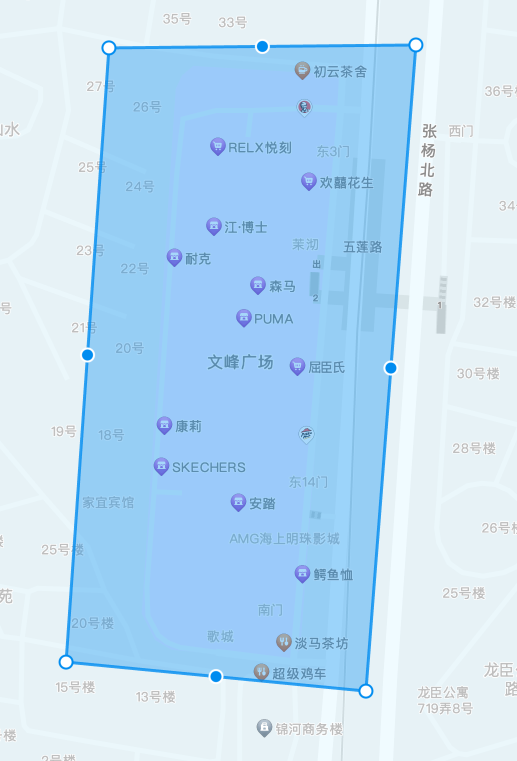 35号
33号
初云茶舍
27号
36号
26号
张杨北路
西门
山水
RELX悦刻
东3门
25号
欢囍花生
24号
34
江·博士
茉沏
五莲路
23号
耐克
22号
出
森马
2
1
32号楼
号
PUMA
21号
20号
文峰广场
屈臣氏
30号楼
康莉
19号
18号
28号楼
SKECHERS
东14门
家宜宾馆
安踏
26号
AMG海上明珠影城
25号楼
鳄鱼恤
25号楼
苑
南门
20号楼
歌城
淡马茶坊
超级鸡车
龙臣
路
15号楼
13号楼
龙臣公寓
719弄8号
锦河商务楼
号楼
2号楼